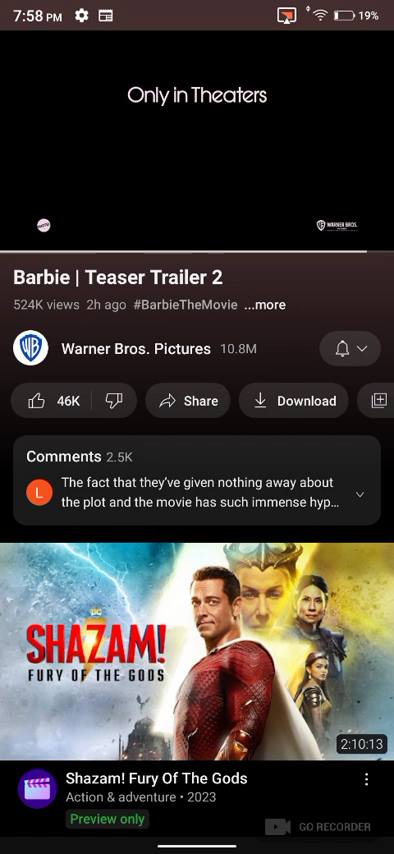 7:58 PM
19%
Only in Theaters
WARNER BROS.
Barbie | Teaser Trailer 2
524K views 2h ago #BarbieTheMovie ...more
Warner Bros. Pictures 10.8M
46K
Share
Download
Comments 2.5K
L
The fact that they've given nothing away about
the plot and the movie has such immense hyp...
DC
SHAZAM!
FURY OF THE GODS
2:10:13
Shazam! Fury Of The Gods
Action & adventure • 2023
Preview only
GO RECORDER